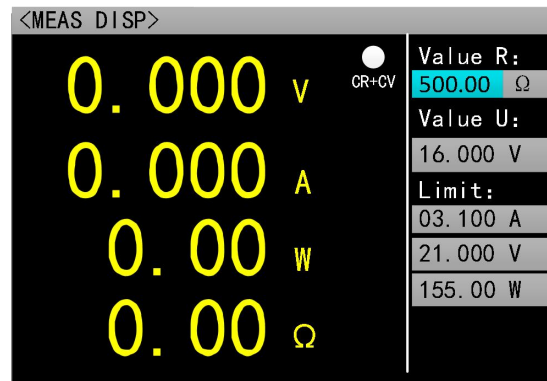 <MEAS DISP>
0.000 V
CR+CV
0.000 A
0.00 W
0.00 Ω
Value R:
500.00 Ω
Value U:
16.000 V
Limit:
03.100 A
21.000 V
155.00 W